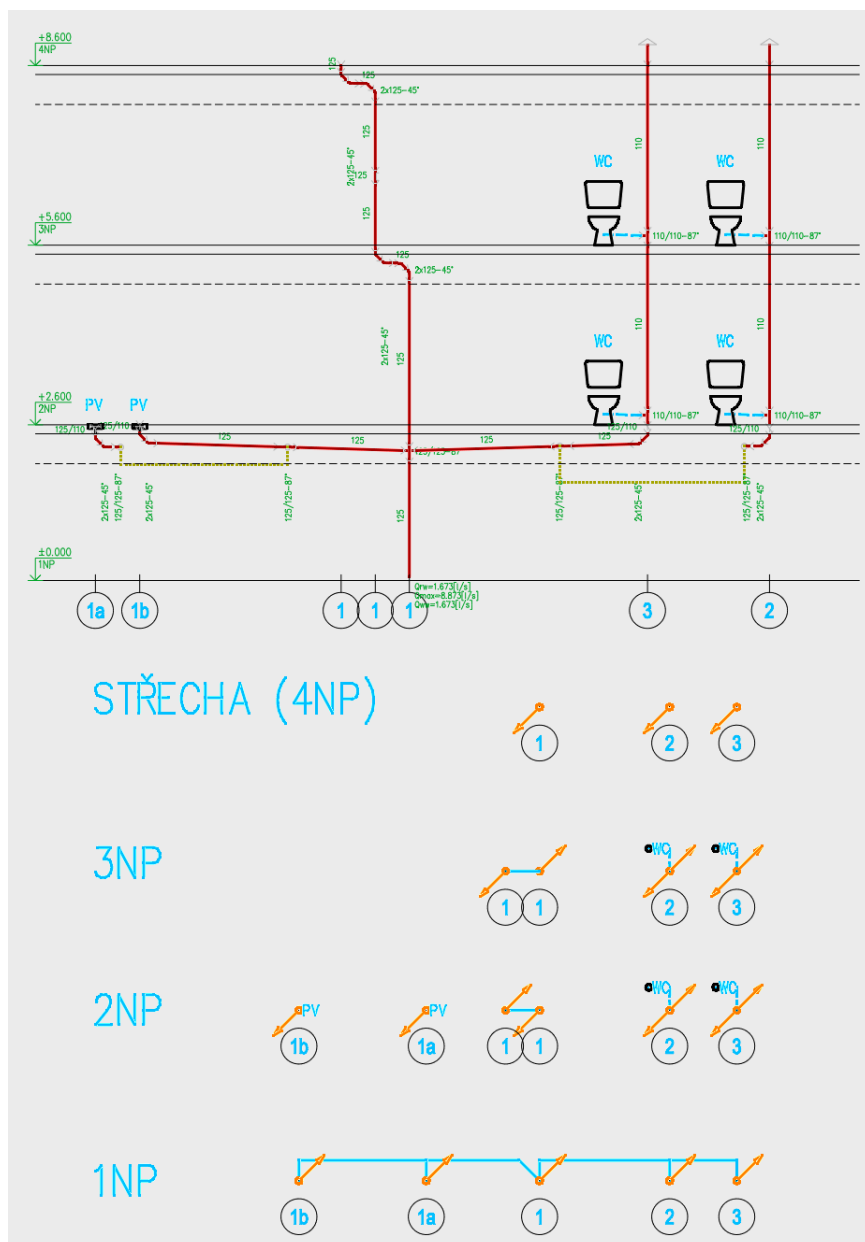 +8.600
4NP
125
125
2x125-45°
125
110
110
WC
WC
2x125-45°
125
125
+5.600
3NP
110/110-87°
110/110-87°
125
2x125-45°
110
110
2x125-45°
125
WC
WC
PV
PV
+2.600
2NP
110/110-87°
110/110-87°
125/110
125/110
125/110
125/110
125
125
125
125
125/125-87°
2x125-45°
125/125-87°
2x125-45°
125/125-87°
125
125/125-87°
2x125-45°
125/125-87°
2x125-45°
±0.000
1NP
Qrw=1.673[l/s]
Qmax=8.873[l/s]
Qww=1.673[l/s]
1a
1b
1
1
1
3
2
STŘECHA (4NP)
1
2
3
3NP
WC
WC
1
1
2
3
2NP
PV
PV
WC
WC
1b
1a
1
1
2
3
1NP
1b
1a
1
2
3